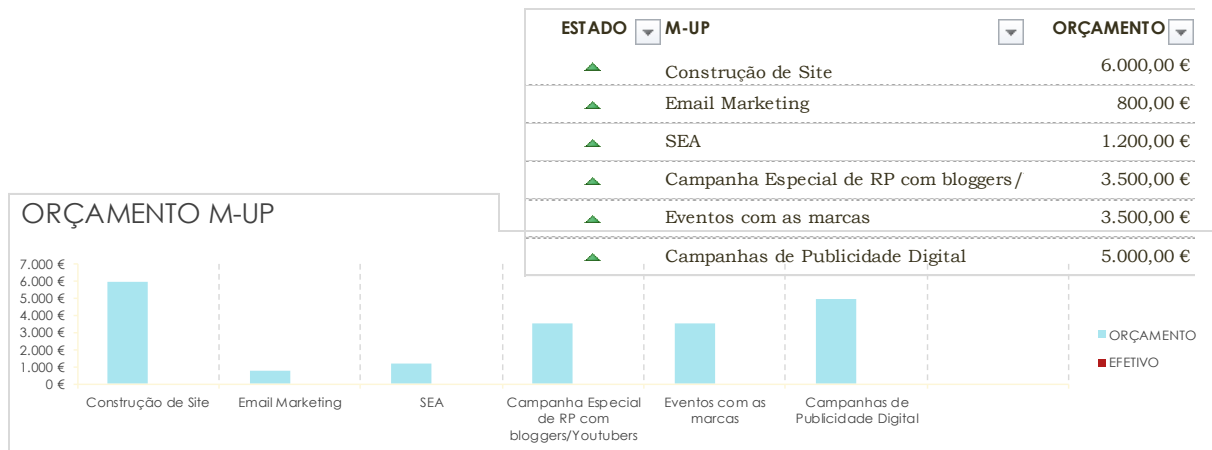 ESTADO M-UP ORÇAMENTO
Construção de Site 6.000,00 €
Email Marketing 800,00 €
SEA 1.200,00 €
Campanha Especial de RP com bloggers/ 3.500,00 €
Eventos com as marcas 3.500,00 €
Campanhas de Publicidade Digital 5.000,00 €
ORÇAMENTO M-UP
7.000 €
6.000 €
5.000 €
4.000 €
3.000 €
2.000 €
1.000 €
0 €
Construção de Site
Email Marketing
SEA
Campanha Especial
de RP com
bloggers/Youtubers
Eventos com as
marcas
Campanhas de
Publicidade Digital
ORÇAMENTO
EFETIVO